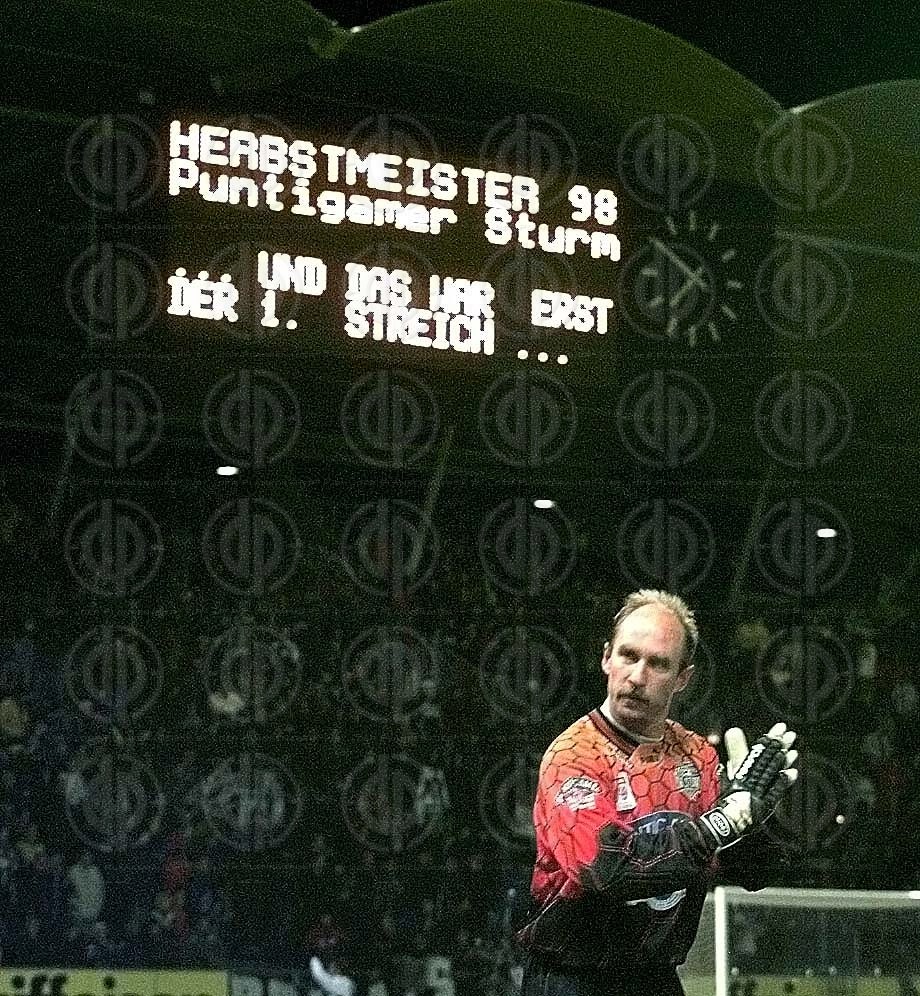 HERBSTMEISTER 98
Puntigamer Sturm
... UND DAS WAR ERST
DER 1. STREICH ...